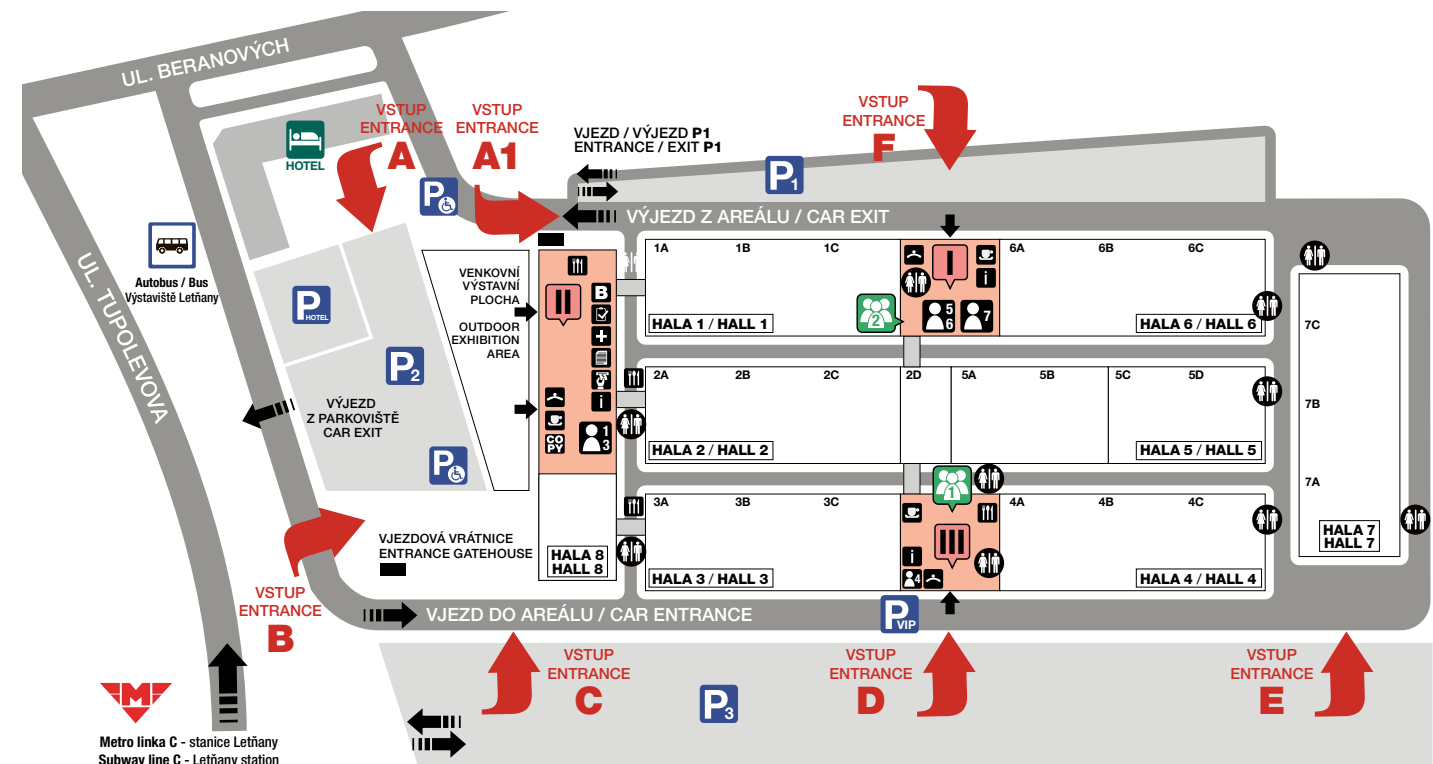 UL. BERANOVÝCH
VSTUP
ENTRANCE
A
VSTUP
ENTRANCE
A1
VSTUP
ENTRANCE
F
HOTEL
VJEZD / VÝJEZD P1
ENTRANCE / EXIT P1
P1
P
VÝJEZD Z AREÁLU / CAR EXIT
UL. TUPOLEVOVA
Autobus / Bus
Výstaviště Letňany
P HOTEL
P2
VÝJEZD
Z PARKOVIŠTĚ
CAR EXIT
P
VENKOVNÍ
VÝSTAVNÍ
PLOCHA
OUTDOOR
EXHIBITION
AREA
II
B
i
CO
PY
1
3
1A 1B 1C
HALA 1 / HALL 1
I
i
2
5
6
7
6A 6B 6C
HALA 6 / HALL 6
2A 2B 2C 2D
HALA 2 / HALL 2
5A 5B 5C 5D
HALA 5 / HALL 5
7C
7B
7A
HALA 7
HALL 7
3A 3B 3C
HALA 3 / HALL 3
1
III
i
4
4A 4B 4C
HALA 4 / HALL 4
HALA 8
HALL 8
VJEZDOVÁ VRÁTNICE
ENTRANCE GATEHOUSE
VSTUP
ENTRANCE
B
VJEZD DO AREÁLU / CAR ENTRANCE
P VIP
VSTUP
ENTRANCE
C
VSTUP
ENTRANCE
D
VSTUP
ENTRANCE
E
P3
M
Metro linka C - stanice Letňany
Subway line C - Letňany station